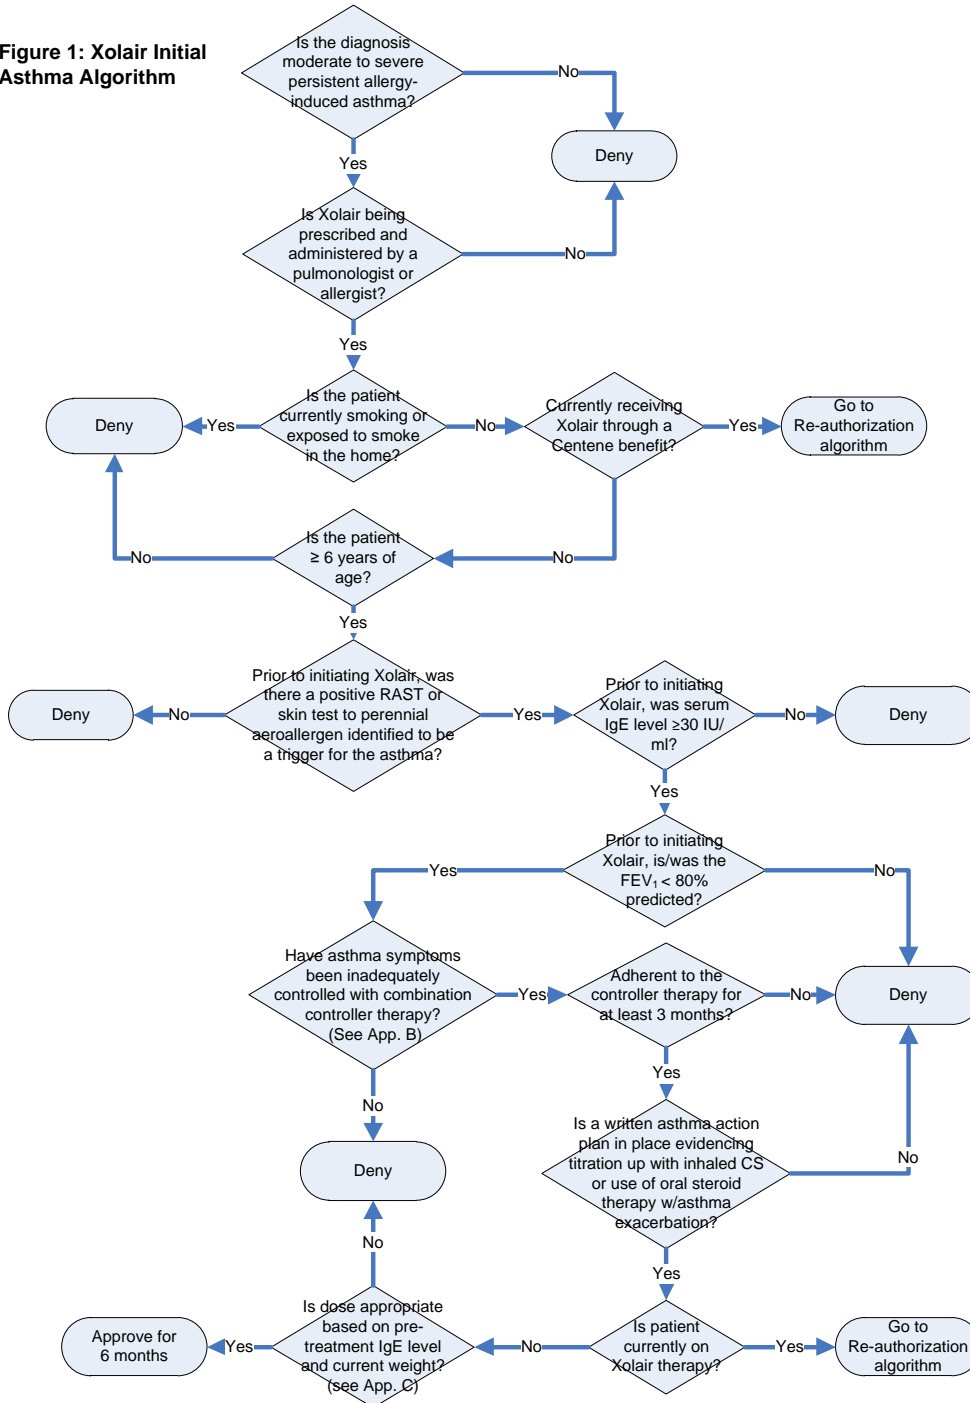 Figure 1: Xolair Initial
Asthma Algorithm
Is the diagnosis
moderate to severe
persistent allergy-
induced asthma?
No
Deny
Yes
Is Xolair being
prescribed and
administered by a
pulmonologist or
allergist?
No
Yes
Is the patient
currently smoking or
exposed to smoke
in the home?
Yes
Deny
No
Currently receiving
Xolair through a
Centene benefit?
Yes
Go to
Re-authorization
algorithm
No
Is the patient
≥ 6 years of
age?
No
Yes
Prior to initiating Xolair, was
there a positive RAST or
skin test to perennial
aeroallergen identified to be
a trigger for the asthma?
No
Deny
Yes
Prior to initiating
Xolair, was serum
IgE level ≥30 IU/
ml?
No
Deny
Yes
Prior to initiating
Xolair, is/was the
FEV₁ < 80%
predicted?
Yes
No
Have asthma symptoms
been inadequately
controlled with combination
controller therapy?
(See App. B)
Yes
Adherent to the
controller therapy for
at least 3 months?
No
Deny
Yes
No
Deny
Is a written asthma action
plan in place evidencing
titration up with inhaled CS
or use of oral steroid
therapy w/asthma
exacerbation?
No
Yes
No
Is patient
currently on
Xolair therapy?
Yes
Go to
Re-authorization
algorithm
No
Is dose appropriate
based on pre-
treatment IgE level
and current weight?
(see App. C)
Yes
Approve for
6 months